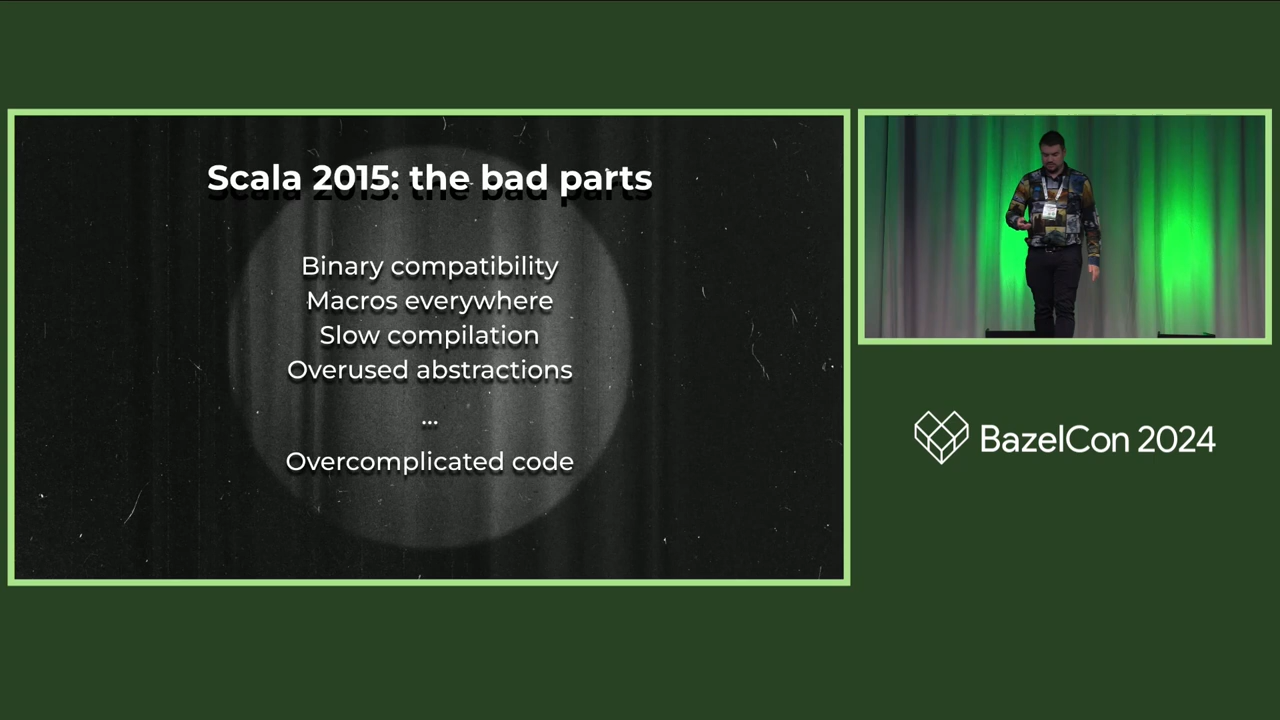 Scala 2015: the bad parts
Binary compatibility
Macros everywhere
Slow compilation
Overused abstractions
...
Overcomplicated code
BazelCon 2024